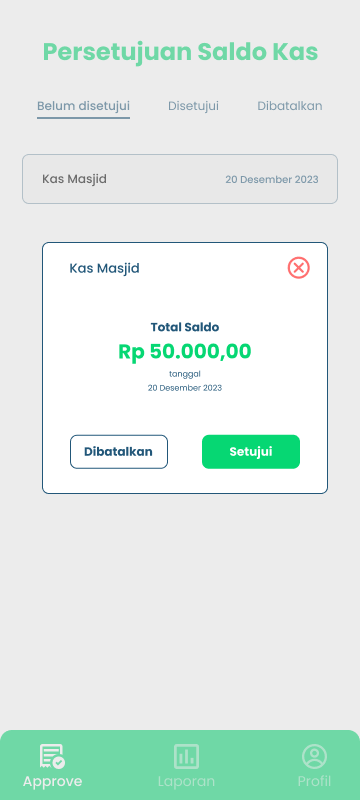 Persetujuan Saldo Kas
Belum disetujui Disetujui Dibatalkan
Kas Masjid 20 Desember 2023
Kas Masjid
Total Saldo
Rp 50.000,00
tanggal
20 Desember 2023
Dibatalkan Setujui
Approve Laporan Profil